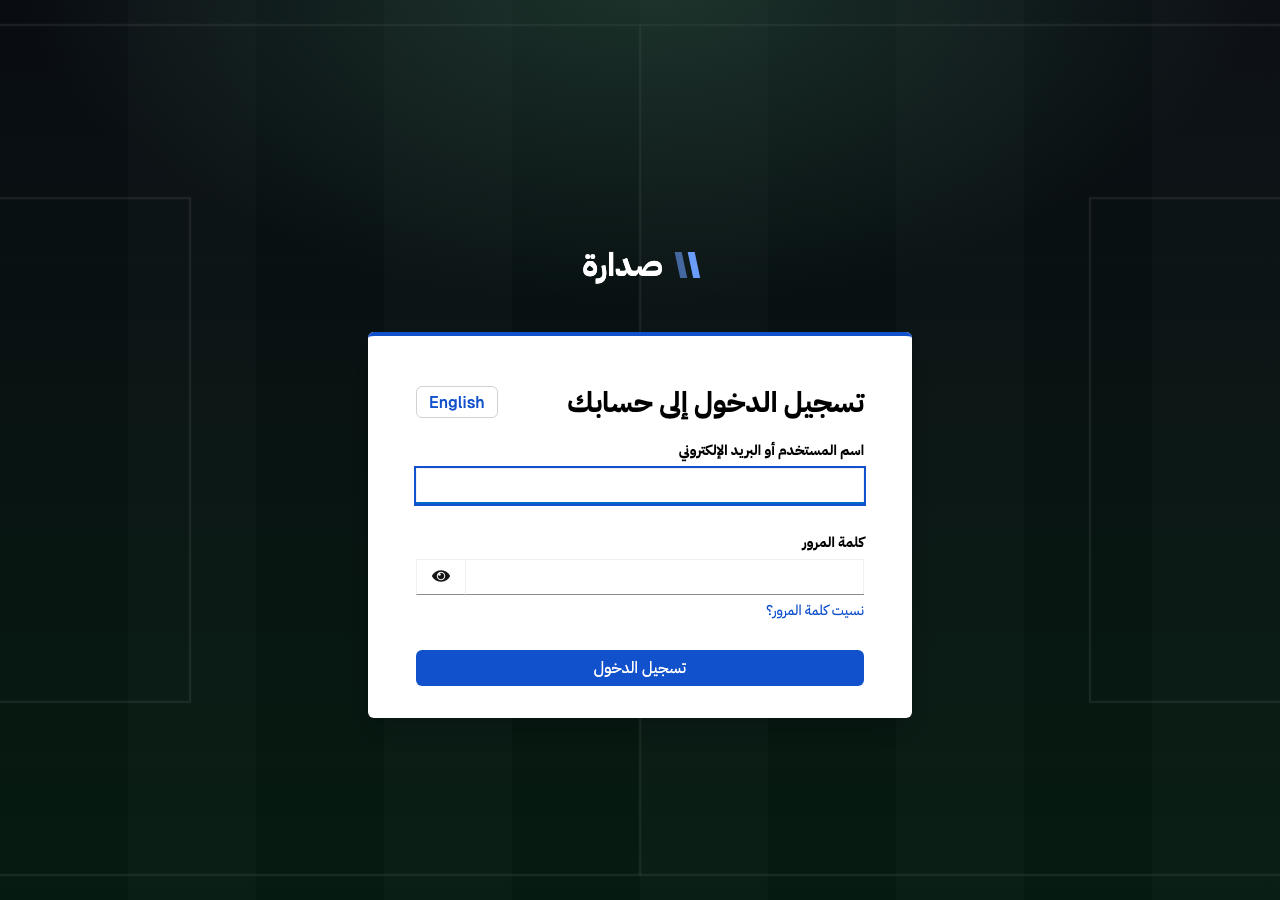 صدارة
تسجيل الدخول إلى حسابك
English
اسم المستخدم أو البريد الإلكتروني
كلمة المرور
نسيت كلمة المرور؟
تسجيل الدخول